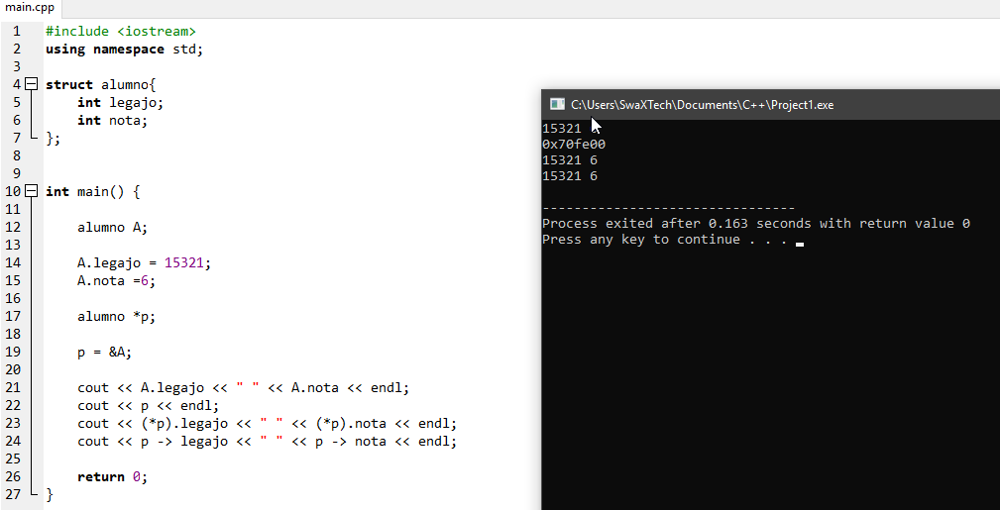 main.cpp
1 #include <iostream>
2 using namespace std;
3
4 struct alumno{
5 int legajo;
6 int nota;
7 };
8
9
10 int main() {
11
12 alumno A;
13
14 A.legajo = 15321;
15 A.nota =6;
16
17 alumno *p;
18
19 p = &A;
20
21 cout << A.legajo << " " << A.nota << endl;
22 cout << p << endl;
23 cout << (*p).legajo << " " << (*p).nota << endl;
24 cout << p -> legajo << " " << p -> nota << endl;
25
26 return 0;
27 }
C:\Users\SwaXTech\Documents\C++\Project1.exe
15321
0x70fe00
15321 6
15321 6
--------------------------------
Process exited after 0.163 seconds with return value 0
Press any key to continue . . .